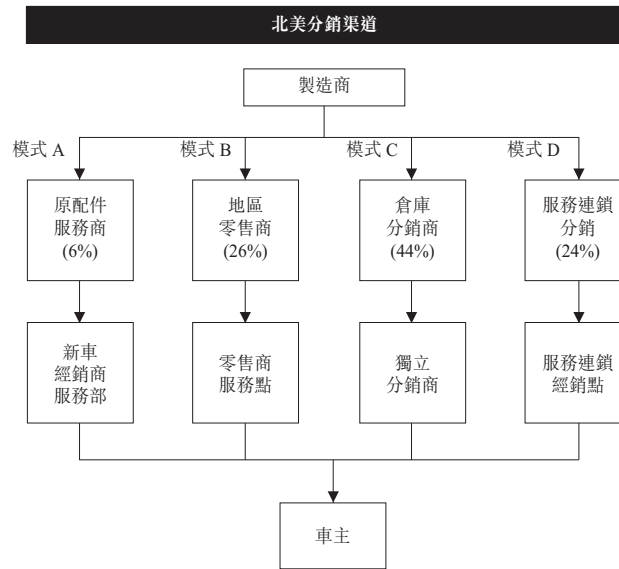 北美分銷渠道
製造商
模式 A
模式 B
模式 C
模式 D
原配件
服務商
(6%)
地區
零售商
(26%)
倉庫
分銷商
(44%)
服務連鎖
分銷
(24%)
新車
經銷商
服務部
零售商
服務點
獨立
分銷商
服務連鎖
經銷點
車主